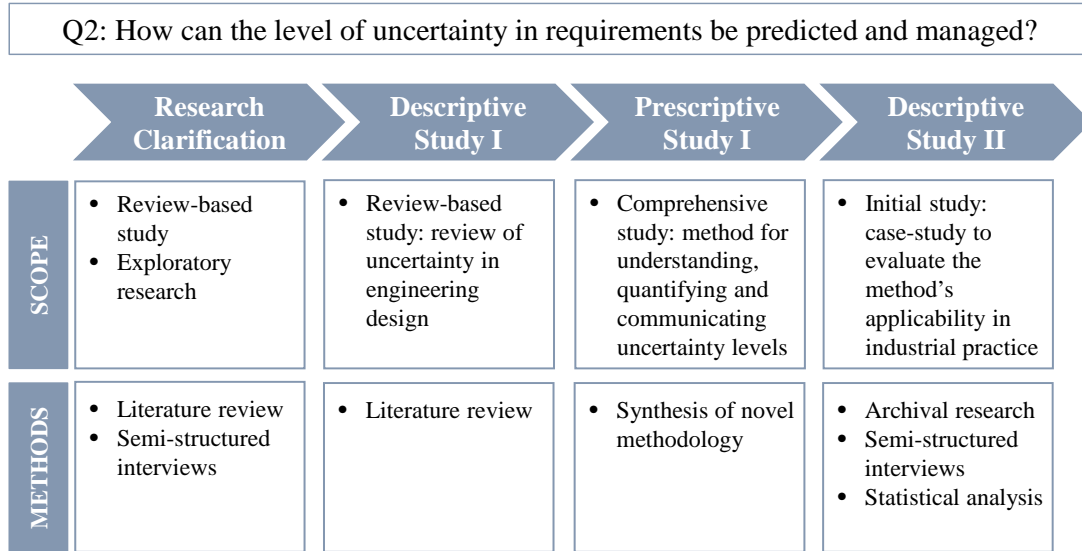 Q2: How can the level of uncertainty in requirements be predicted and managed?
Research
Clarification
Descriptive
Study I
Prescriptive
Study I
Descriptive
Study II
SCOPE
• Review-based
study
• Exploratory
research
• Review-based
study: review of
uncertainty in
engineering
design
• Comprehensive
study: method for
understanding,
quantifying and
communicating
uncertainty levels
• Initial study:
case-study to
evaluate the
method’s
applicability in
industrial practice
METHODS
• Literature review
• Semi-structured
interviews
• Literature review
• Synthesis of novel
methodology
• Archival research
• Semi-structured
interviews
• Statistical analysis